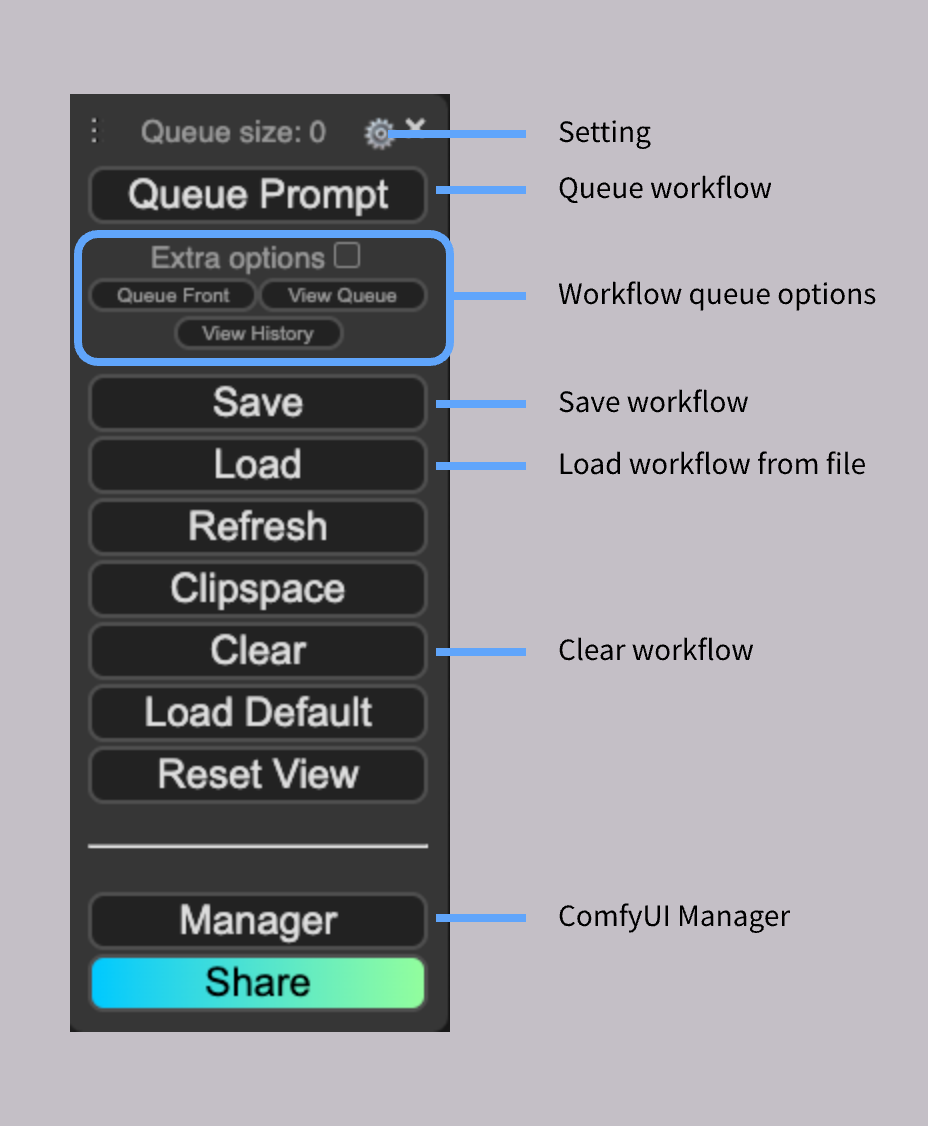 Queue size: 0
Setting
Queue Prompt
Queue workflow
Extra options
Queue Front
View Queue
View History
Workflow queue options
Save
Save workflow
Load
Load workflow from file
Refresh
Clipspace
Clear
Clear workflow
Load Default
Reset View
Manager
ComfyUI Manager
Share